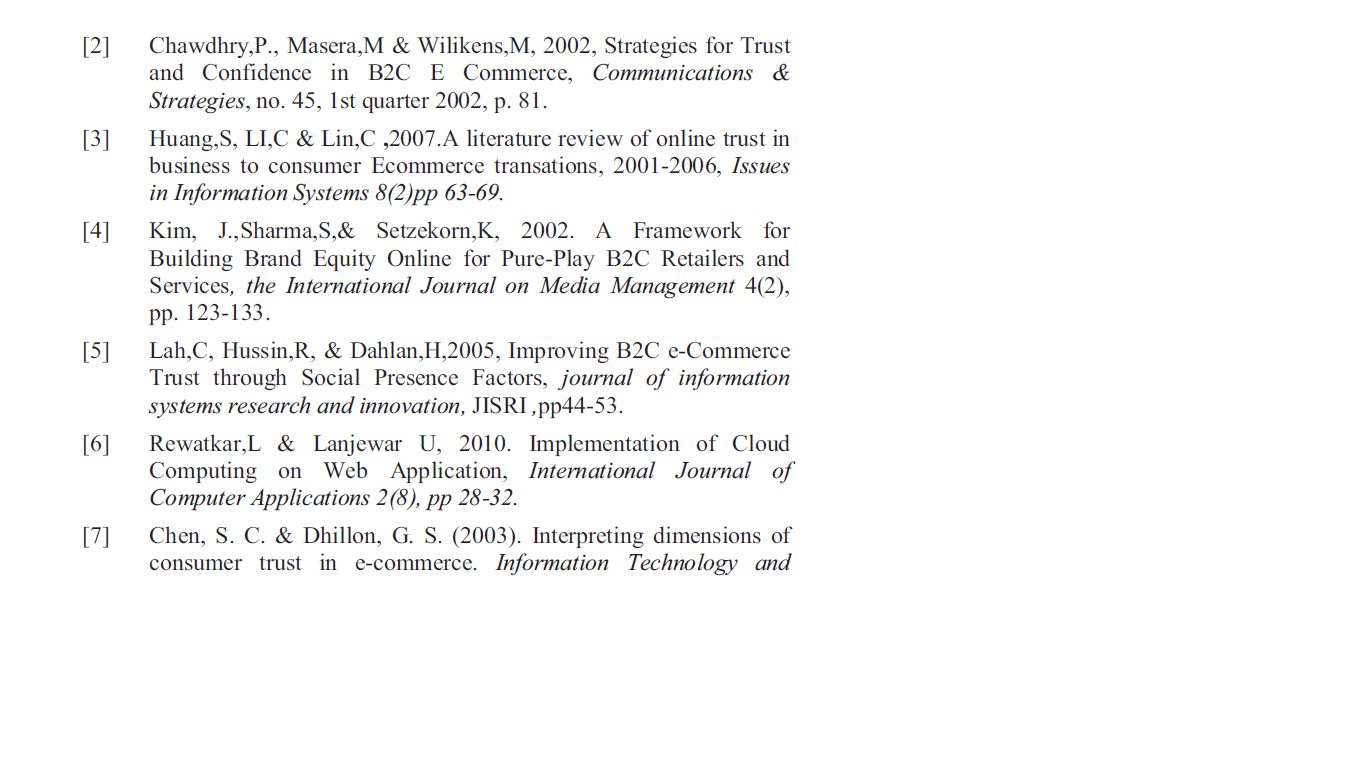 [2] Chawdhry,P., Masera,M & Wilikens,M, 2002, Strategies for Trust
and Confidence in B2C E Commerce, Communications &
Strategies, no. 45, 1st quarter 2002, p. 81.
[3] Huang,S, LI,C & Lin,C ,2007.A literature review of online trust in
business to consumer Ecommerce transations, 2001-2006, Issues
in Information Systems 8(2)pp 63-69.
[4] Kim, J.,Sharma,S,& Setzekorn,K, 2002. A Framework for
Building Brand Equity Online for Pure-Play B2C Retailers and
Services, the International Journal on Media Management 4(2),
pp. 123-133.
[5] Lah,C, Hussin,R, & Dahlan,H,2005, Improving B2C e-Commerce
Trust through Social Presence Factors, journal of information
systems research and innovation, JISRI ,pp44-53.
[6] Rewatkar,L & Lanjewar U, 2010. Implementation of Cloud
Computing on Web Application, International Journal of
Computer Applications 2(8), pp 28-32.
[7] Chen, S. C. & Dhillon, G. S. (2003). Interpreting dimensions of
consumer trust in e-commerce. Information Technology and